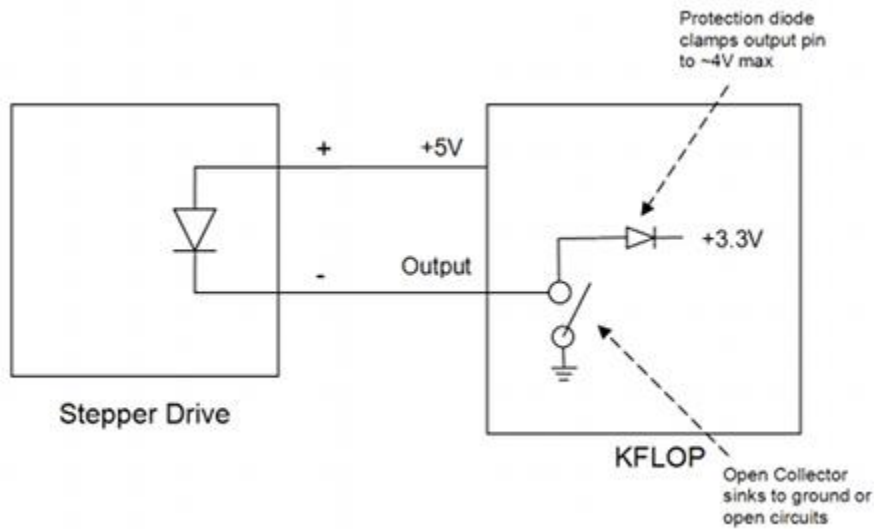 Protection diode
clamps output pin
to ~4V max
+
+5V
+3.3V
-
Output
Stepper Drive
KFLOP
Open Collector
sinks to ground or
open circuits